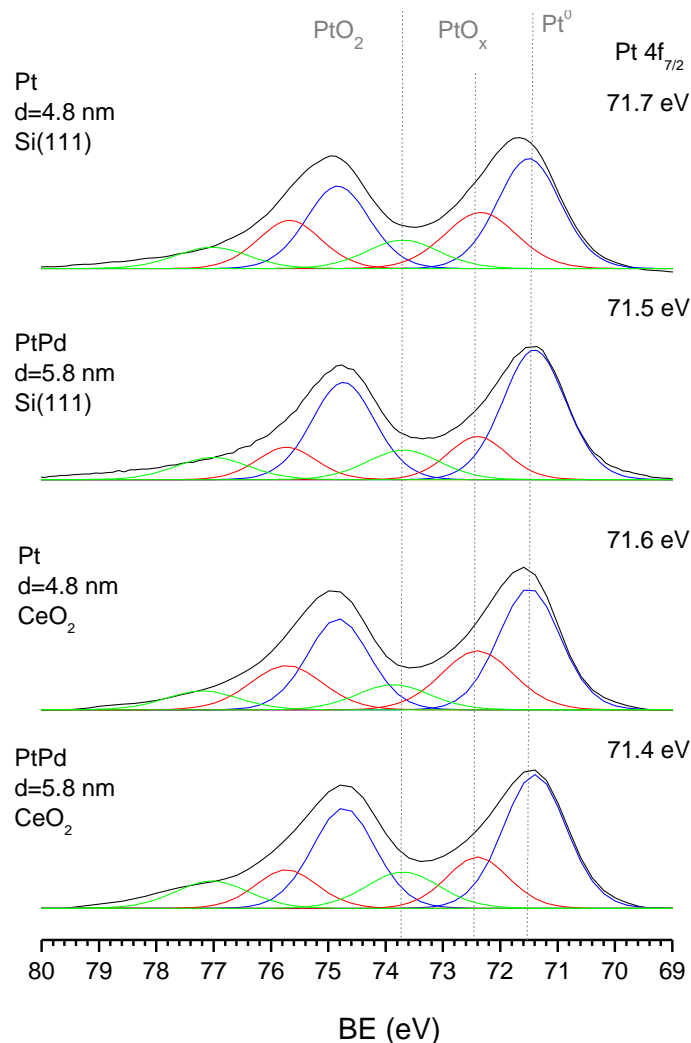 PtO₂ PtOₓ Pt⁰
Pt 4f₇/₂
Pt
d=4.8 nm
Si(111)
71.7 eV
PtPd
d=5.8 nm
Si(111)
71.5 eV
Pt
d=4.8 nm
CeO₂
71.6 eV
PtPd
d=5.8 nm
CeO₂
71.4 eV
80 79 78 77 76 75 74 73 72 71 70 69
BE (eV)